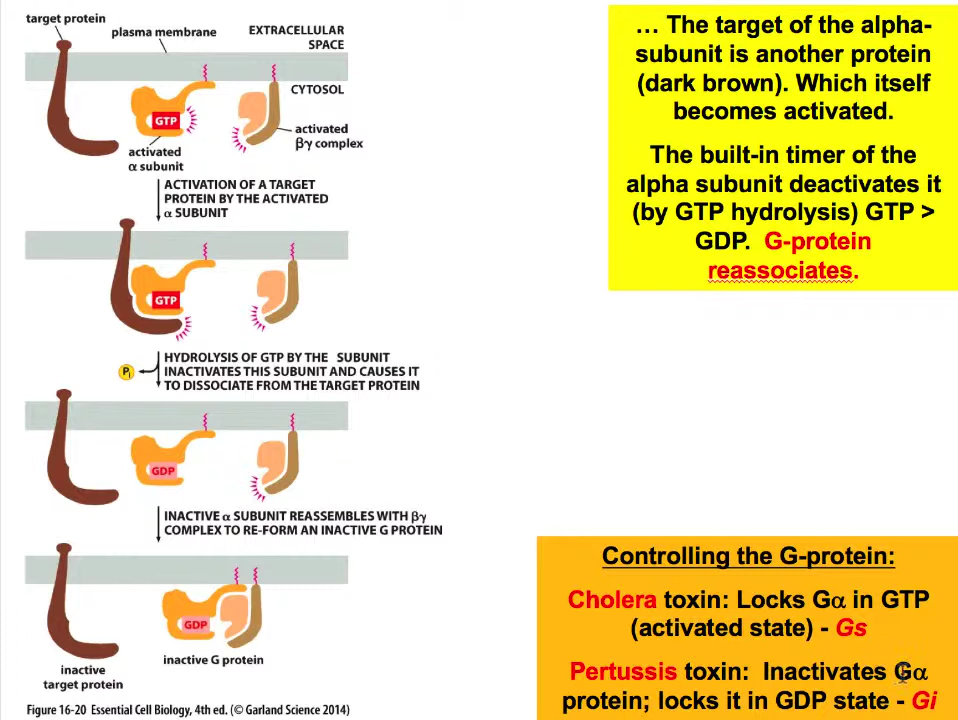 target protein
plasma membrane
EXTRACELLULAR
SPACE
CYTOSOL
GTP
activated
α subunit
activated
βγ complex
ACTIVATION OF A TARGET
PROTEIN BY THE ACTIVATED
α SUBUNIT
GTP
Pi
HYDROLYSIS OF GTP BY THE SUBUNIT
INACTIVATES THIS SUBUNIT AND CAUSES IT
TO DISSOCIATE FROM THE TARGET PROTEIN
GDP
INACTIVE α SUBUNIT REASSEMBLES WITH βγ
COMPLEX TO RE-FORM AN INACTIVE G PROTEIN
GDP
inactive G protein
inactive
target protein
Figure 16-20 Essential Cell Biology, 4th ed. (© Garland Science 2014)
… The target of the alpha-
subunit is another protein
(dark brown). Which itself
becomes activated.
The built-in timer of the
alpha subunit deactivates it
(by GTP hydrolysis) GTP >
GDP. G-protein
reassociates.
Controlling the G-protein:
Cholera toxin: Locks Gα in GTP
(activated state) - Gs
Pertussis toxin: Inactivates Gα
protein; locks it in GDP state - Gi